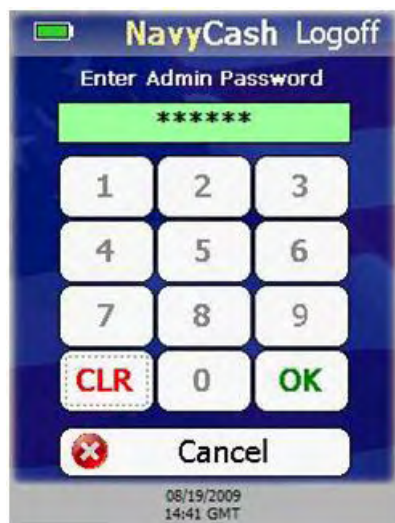 NavyCash Logoff
Enter Admin Password
******
1 2 3
4 5 6
7 8 9
CLR 0 OK
Cancel
08/19/2009
14:41 GMT